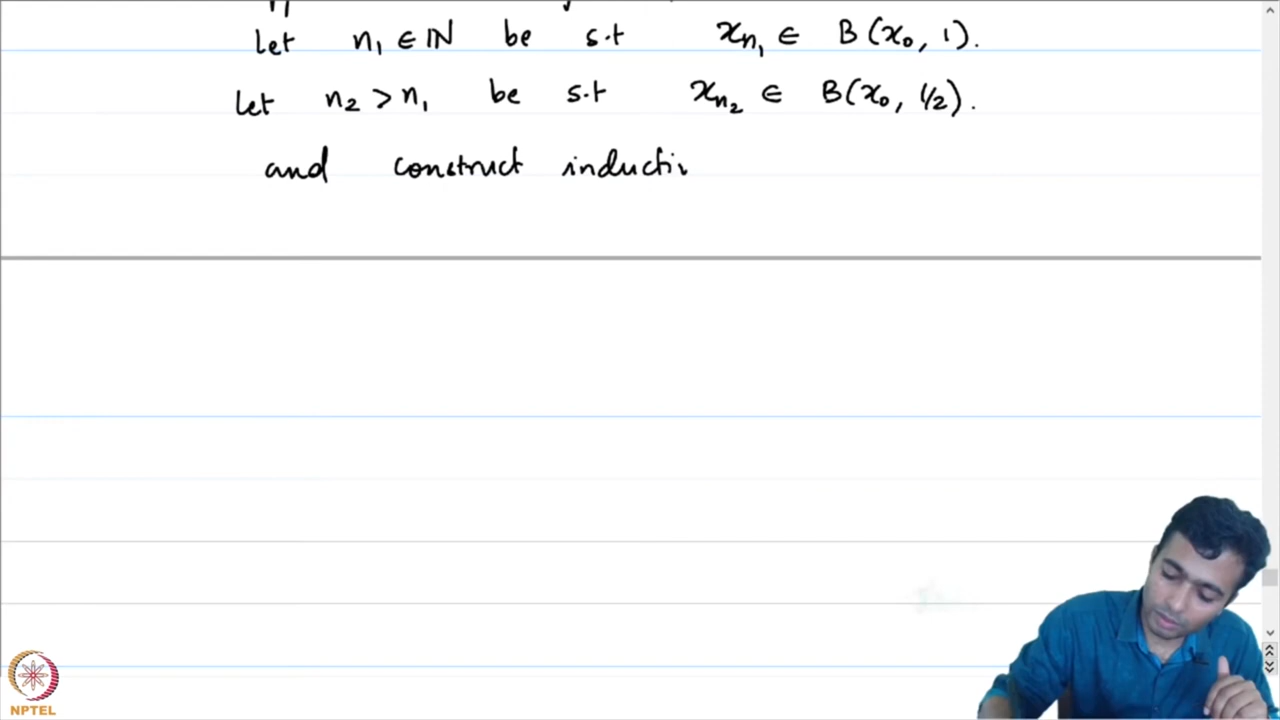 Let n₁ ∈ ℕ be s.t x_{n₁} ∈ B(x₀, 1).
Let n₂ > n₁ be s.t x_{n₂} ∈ B(x₀, 1/2).
and construct inducti
NPTEL